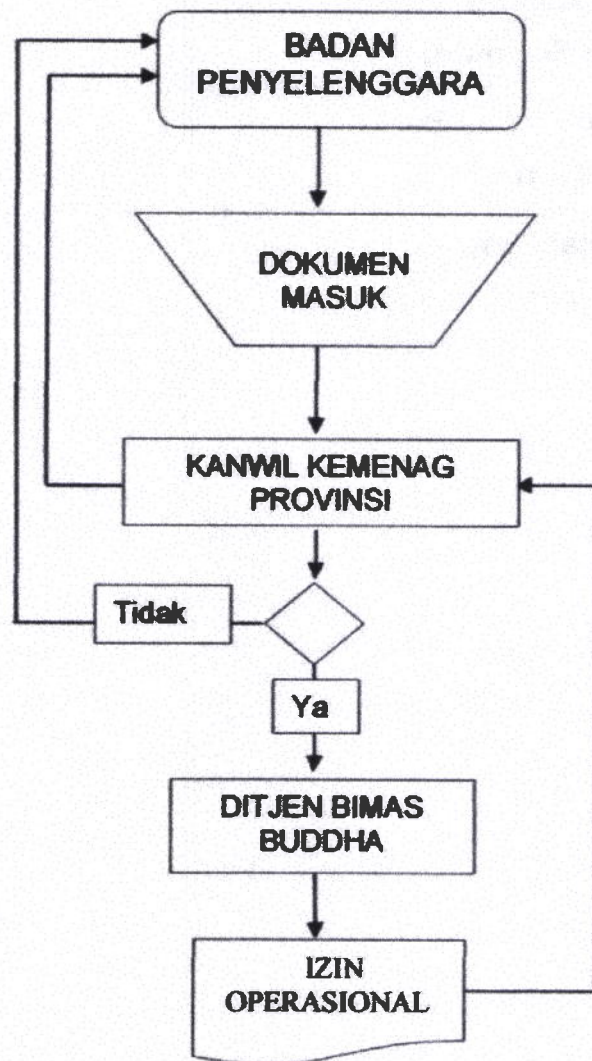 BADAN
PENYELENGGARA
DOKUMEN
MASUK
KANWIL KEMENAG
PROVINSI
Tidak
Ya
DITJEN BIMAS
BUDDHA
IZIN
OPERASIONAL